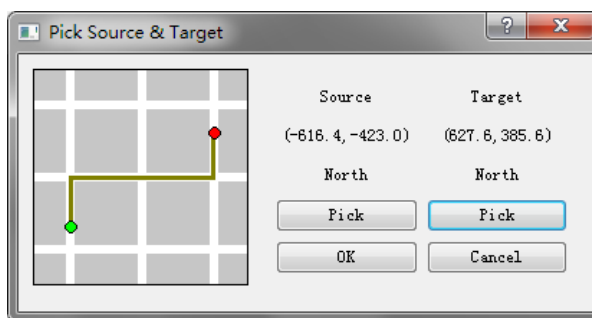 Pick Source & Target
Source Target
(-616.4,-423.0) (627.6,385.6)
North North
Pick Pick
OK Cancel